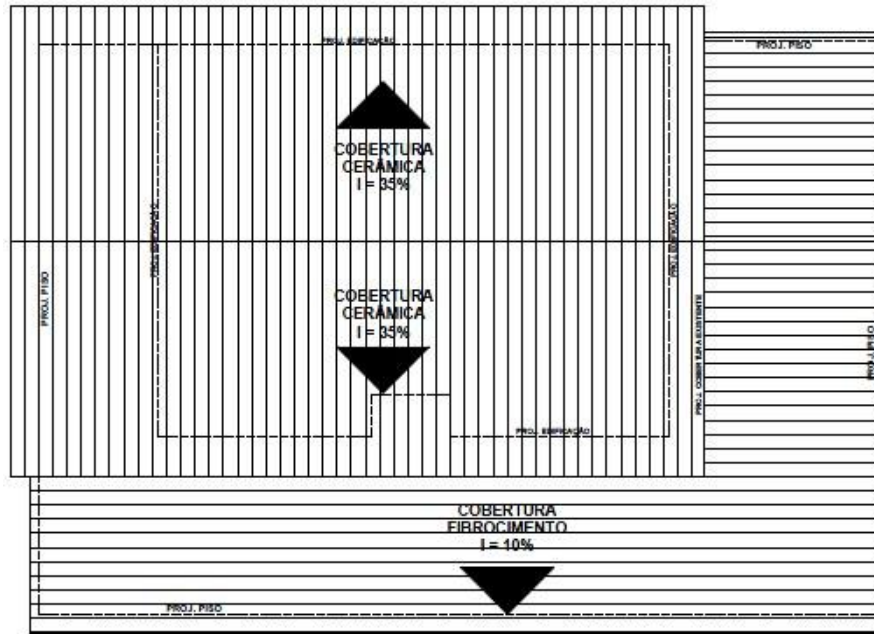 PROJ. EDIFICAÇÃO
PROJ. PISO
COBERTURA
CERÂMICA
I = 35%
PROJ. EDIFICAÇÃO
PROJ. EDIFICAÇÃO
PROJ. PISO
COBERTURA
CERÂMICA
I = 35%
PROJ. COBERTURA EXISTENTE
PROJ. PISO
PROJ. EDIFICAÇÃO
COBERTURA
FIBROCIMENTO
I = 10%
PROJ. PISO